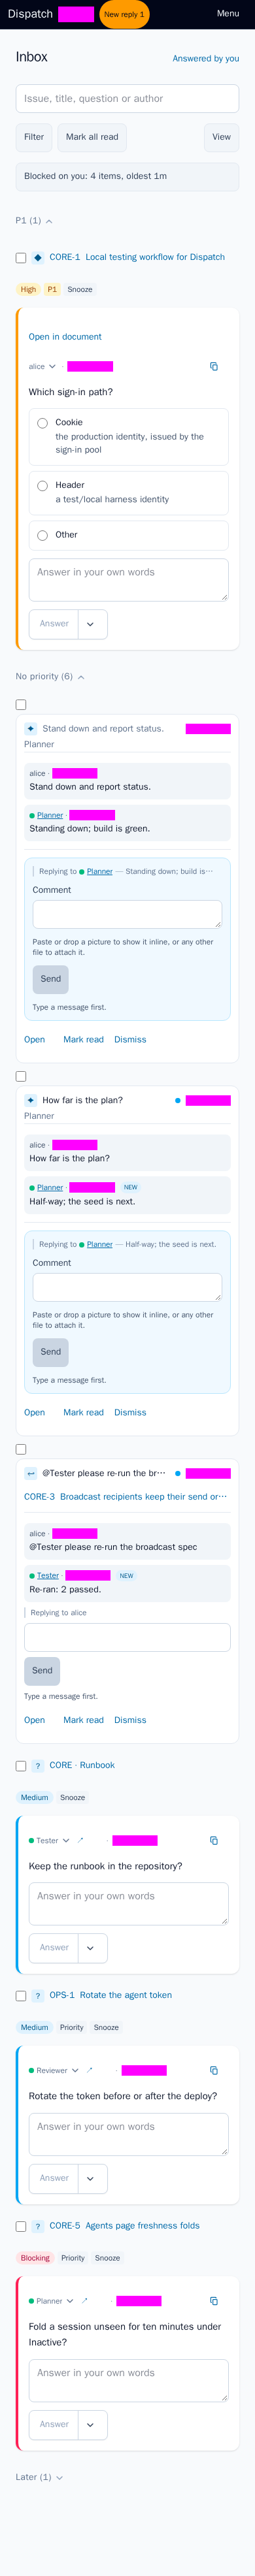 Dispatch
New reply 1
Menu
Inbox
Answered by you
Issue, title, question or author
Filter
Mark all read
View
Blocked on you: 4 items, oldest 1m
P1 (1)
CORE-1 Local testing workflow for Dispatch
High
P1
Snooze
Open in document
alice ·
Which sign-in path?
Cookie
the production identity, issued by the
sign-in pool
Header
a test/local harness identity
Other
Answer in your own words
Answer
No priority (6)
Stand down and report status.
Planner
alice ·
Stand down and report status.
Planner ·
Standing down; build is green.
Replying to Planner — Standing down; build is···
Comment
Paste or drop a picture to show it inline, or any other
file to attach it.
Send
Type a message first.
Open
Mark read
Dismiss
How far is the plan?
Planner
alice ·
How far is the plan?
Planner · NEW
Half-way; the seed is next.
Replying to Planner — Half-way; the seed is next.
Comment
Paste or drop a picture to show it inline, or any other
file to attach it.
Send
Type a message first.
Open
Mark read
Dismiss
@Tester please re-run the br···
CORE-3 Broadcast recipients keep their send or···
alice ·
@Tester please re-run the broadcast spec
Tester · NEW
Re-ran: 2 passed.
Replying to alice
Send
Type a message first.
Open
Mark read
Dismiss
? CORE · Runbook
Medium
Snooze
Tester ↗ ·
Keep the runbook in the repository?
Answer in your own words
Answer
? OPS-1 Rotate the agent token
Medium
Priority
Snooze
Reviewer ↗ ·
Rotate the token before or after the deploy?
Answer in your own words
Answer
? CORE-5 Agents page freshness folds
Blocking
Priority
Snooze
Planner ↗ ·
Fold a session unseen for ten minutes under
Inactive?
Answer in your own words
Answer
Later (1)